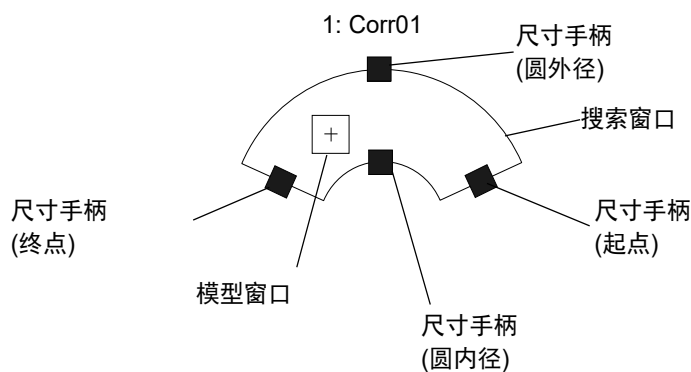 1: Corr01
尺寸手柄
(圆外径)
搜索窗口
尺寸手柄
(终点)
尺寸手柄
(起点)
模型窗口
尺寸手柄
(圆内径)